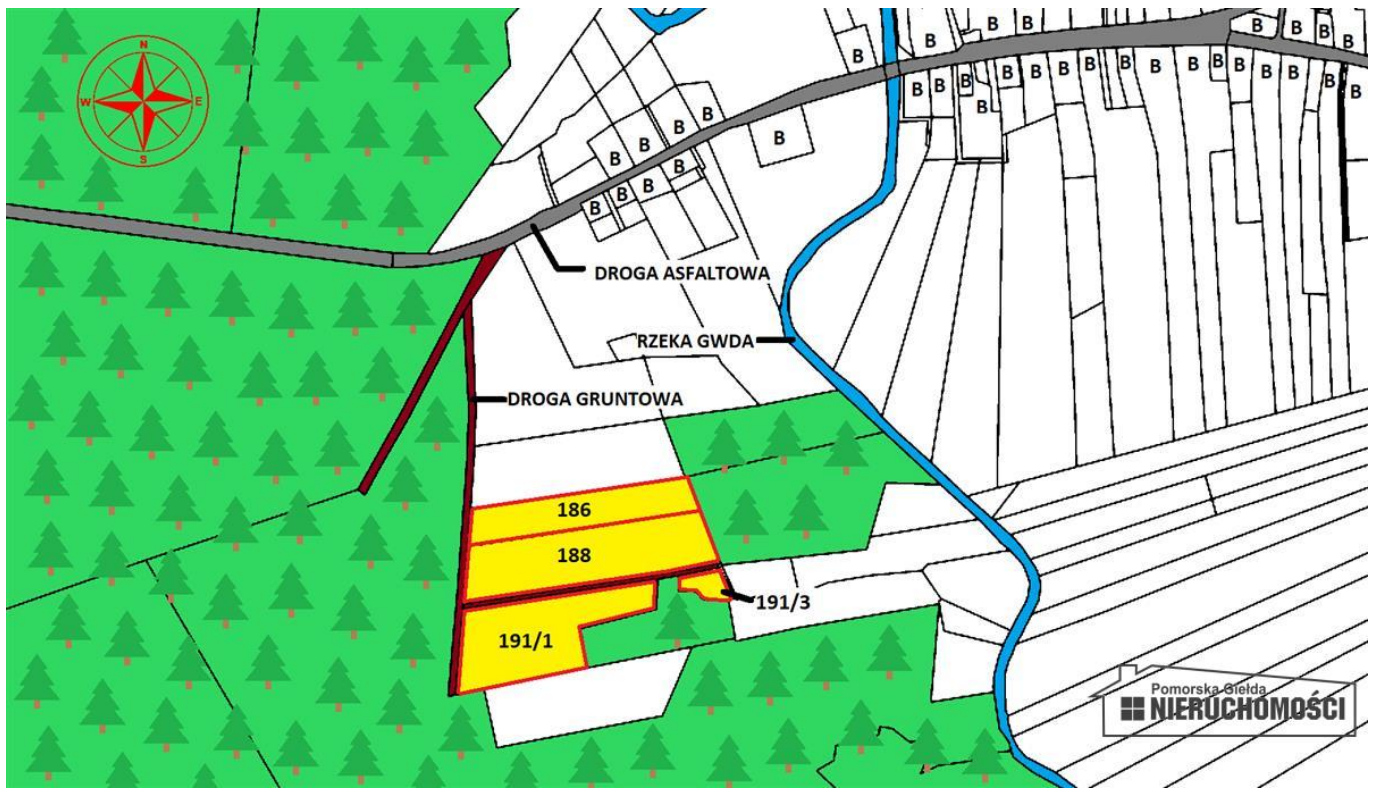 N
W E
S
B B B B B B B
B
B B B B B B B B B B B B B B
B B
B
B
B B
B
B
B
B
B
B
DROGA ASFALTOWA
RZEKA GWDA
DROGA GRUNTOWA
186
188
191/3
191/1
Pomorska Giełda
NIERUCHOMOŚCI